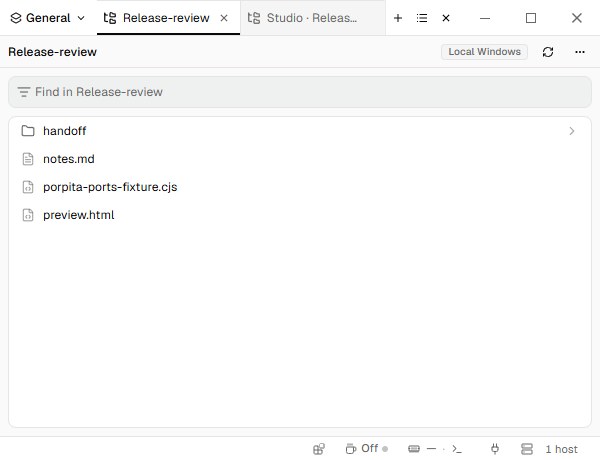 General Release-review Studio · Releas...
Release-review Local Windows
Find in Release-review
handoff
notes.md
porpita-ports-fixture.cjs
preview.html
Off 1 host